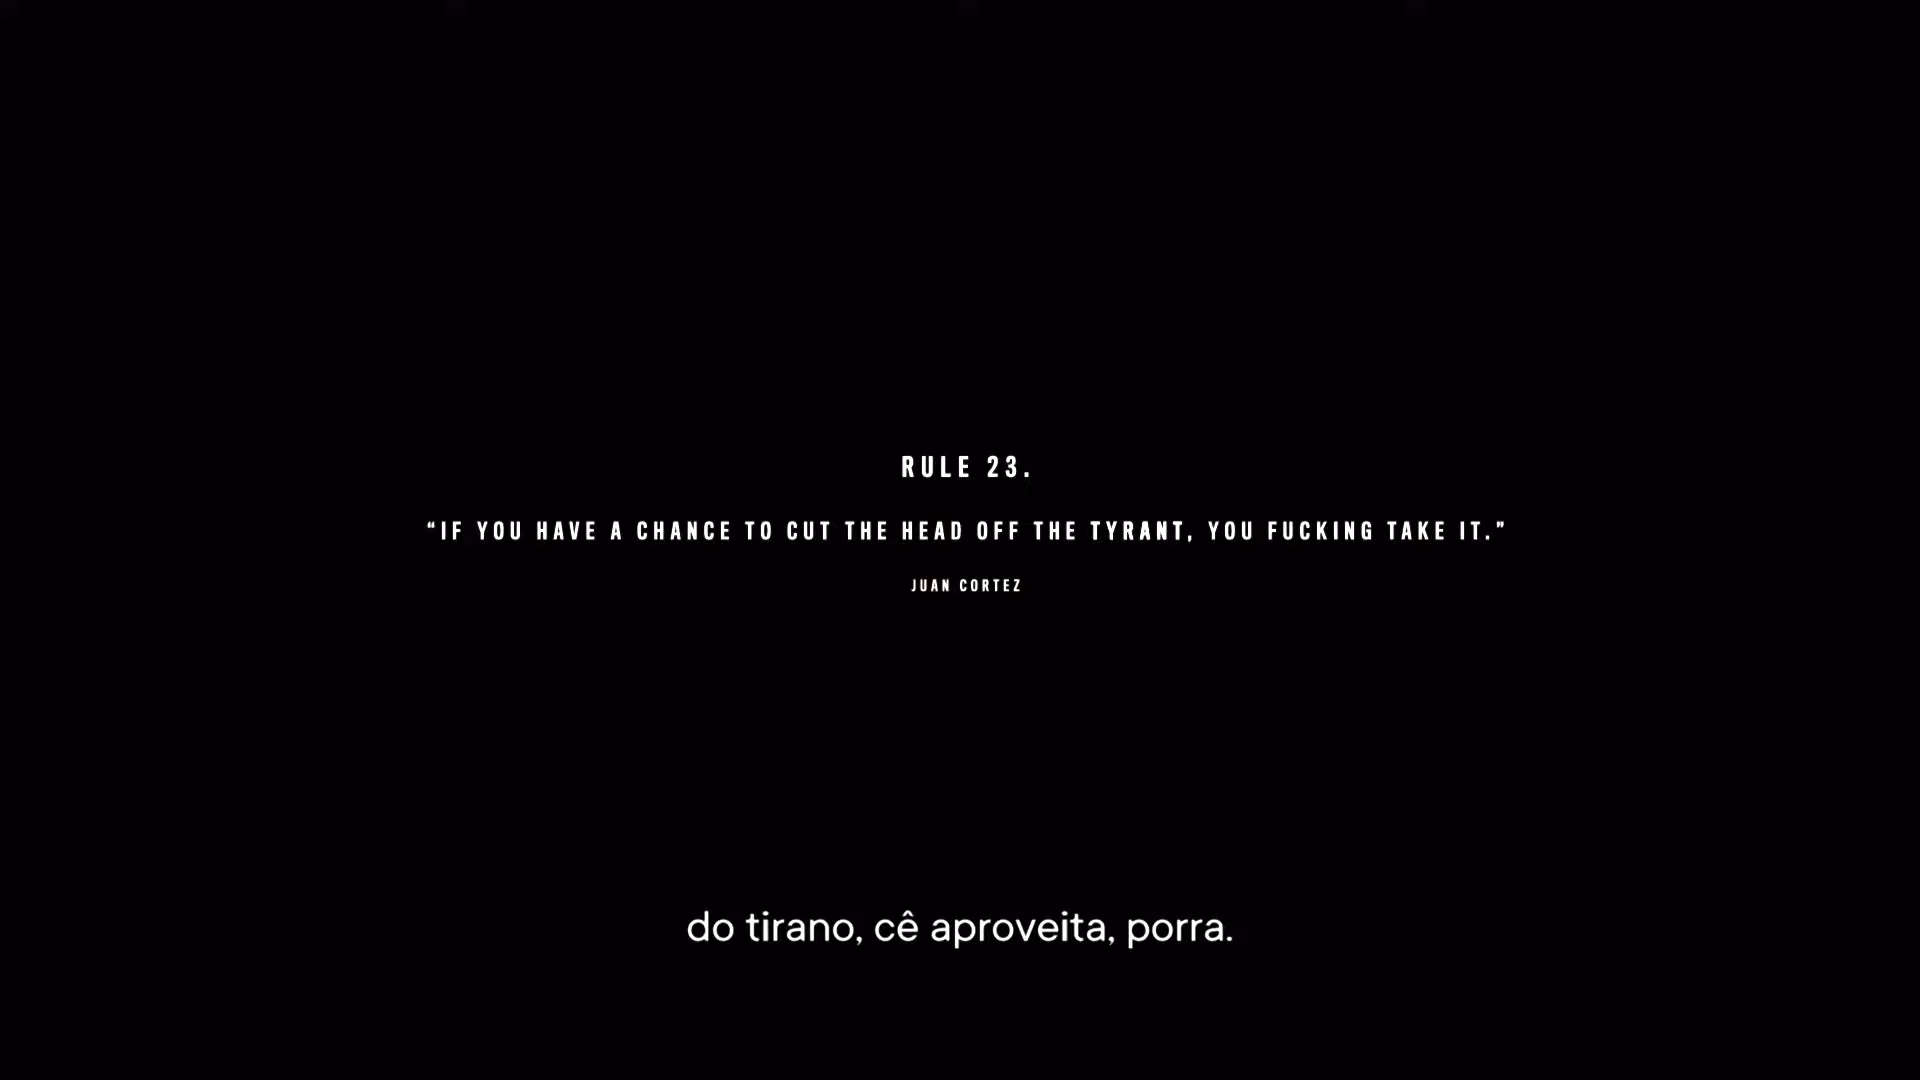 RULE 23.
“IF YOU HAVE A CHANCE TO CUT THE HEAD OFF THE TYRANT, YOU FUCKING TAKE IT.”
JUAN CORTEZ
do tirano, cê aproveita, porra.